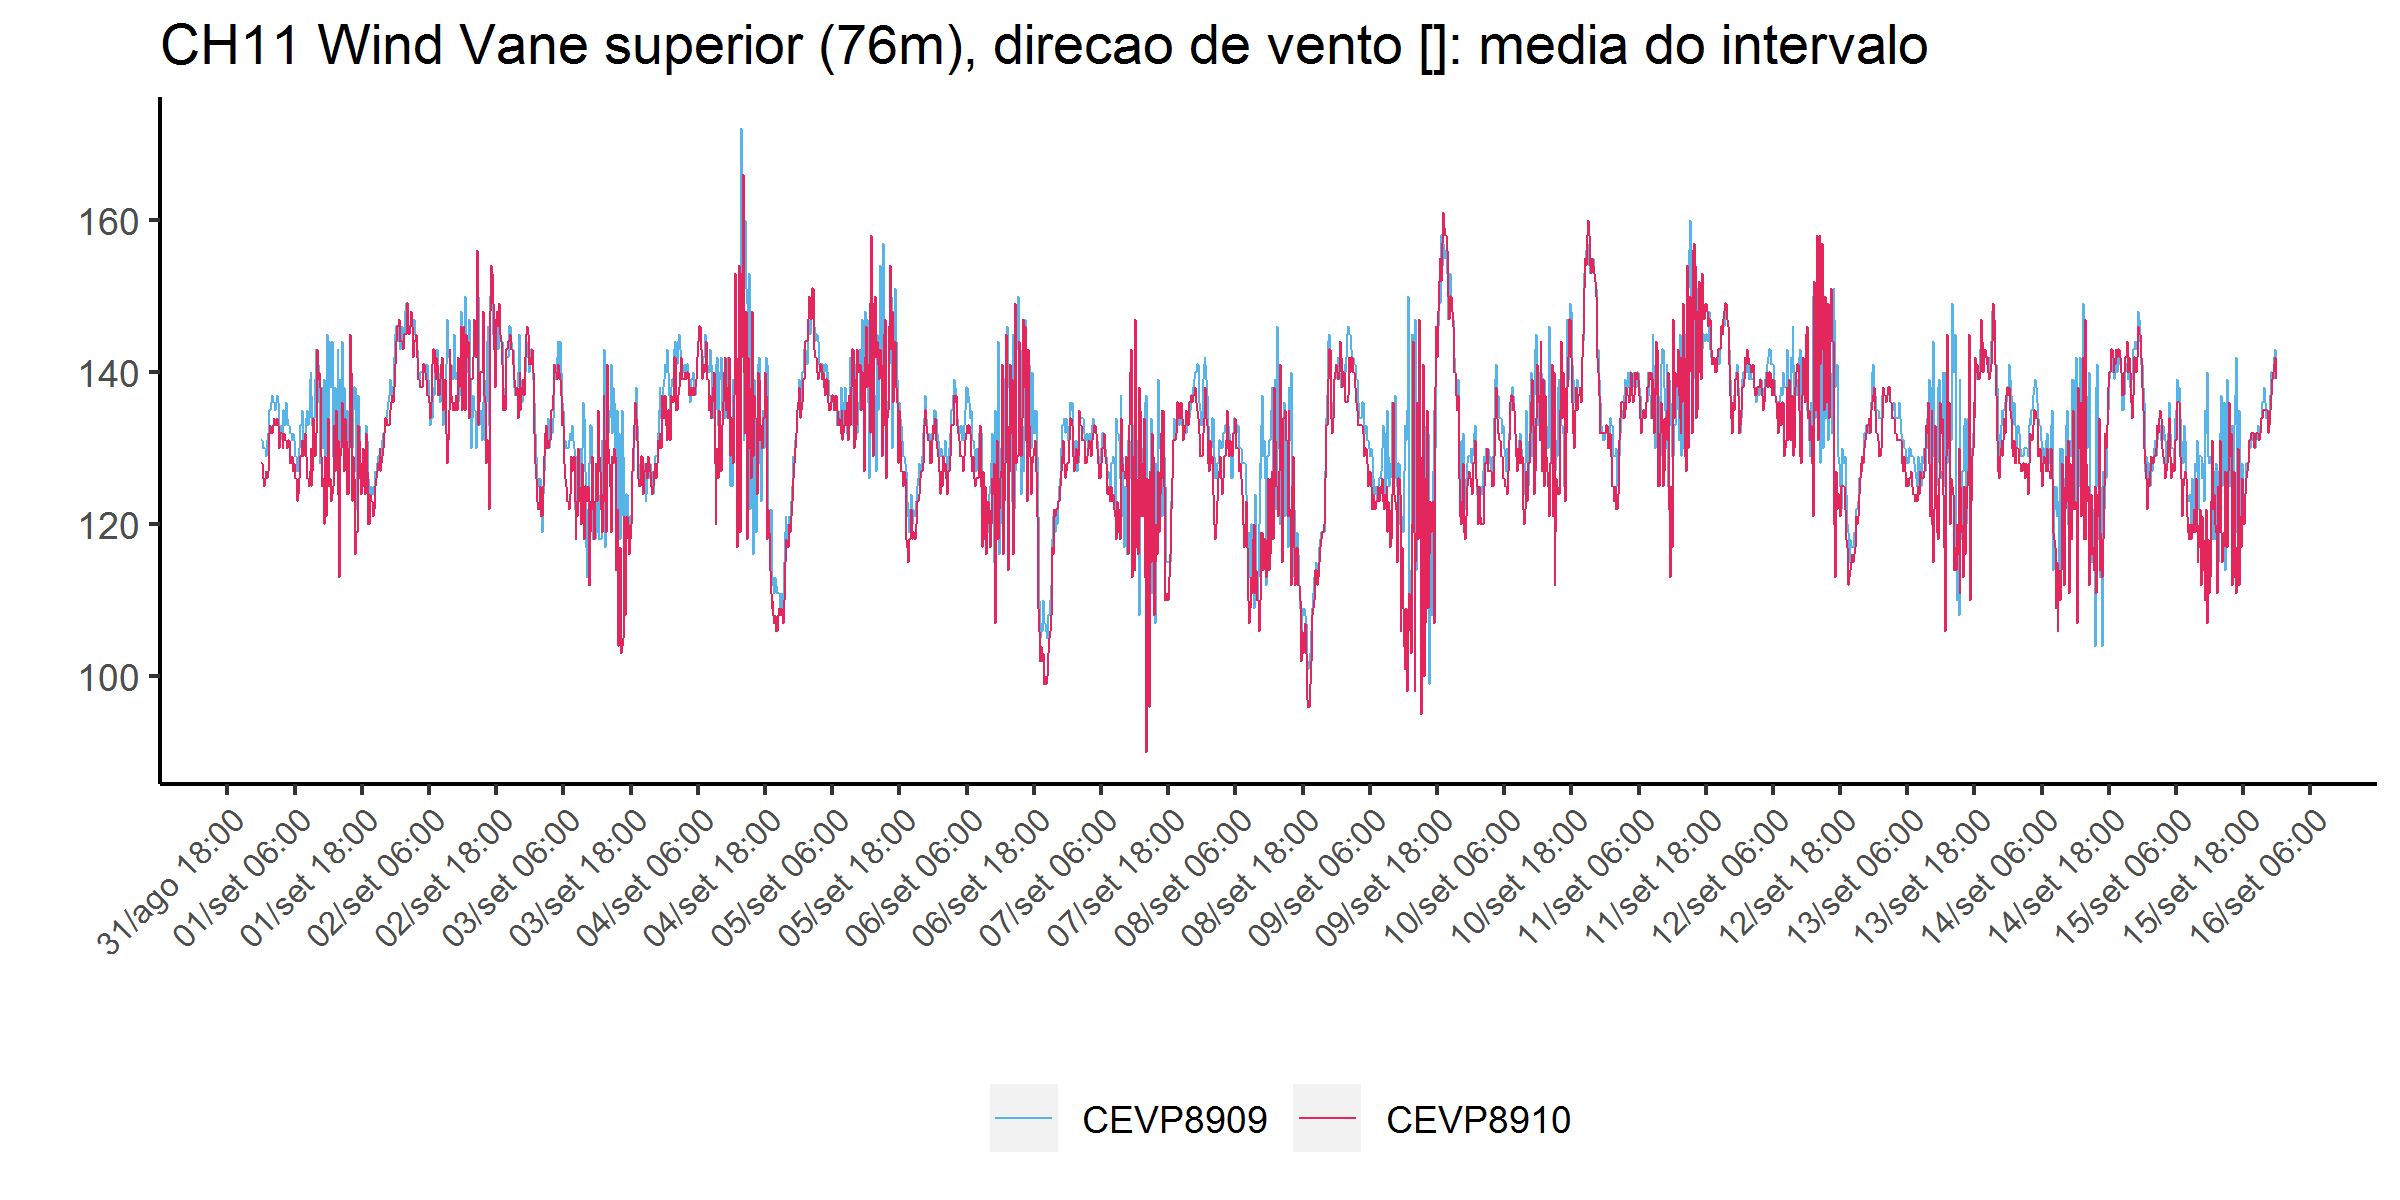 CH11 Wind Vane superior (76m), direcao de vento []: media do intervalo
160
140
120
100
31/ago 18:00
01/set 06:00
01/set 18:00
02/set 06:00
02/set 18:00
03/set 06:00
03/set 18:00
04/set 06:00
04/set 18:00
05/set 06:00
05/set 18:00
06/set 06:00
06/set 18:00
07/set 06:00
07/set 18:00
08/set 06:00
08/set 18:00
09/set 06:00
09/set 18:00
10/set 06:00
10/set 18:00
11/set 06:00
11/set 18:00
12/set 06:00
12/set 18:00
13/set 06:00
13/set 18:00
14/set 06:00
14/set 18:00
15/set 06:00
15/set 18:00
16/set 06:00
CEVP8909
CEVP8910